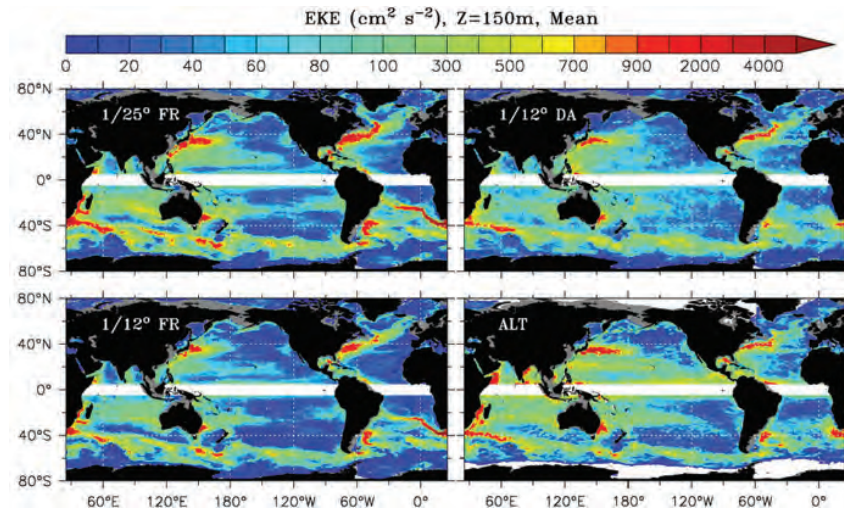 EKE (cm² s⁻²), Z=150m, Mean
0 20 40 60 80 100 300 500 700 900 2000 4000
80°N 1/25° FR 1/12° DA
40°N
0°
40°S
80°S
80°N 1/12° FR ALT
40°N
0°
40°S
80°S
60°E 120°E 180° 120°W 60°W 0° 60°E 120°E 180° 120°W 60°W 0°